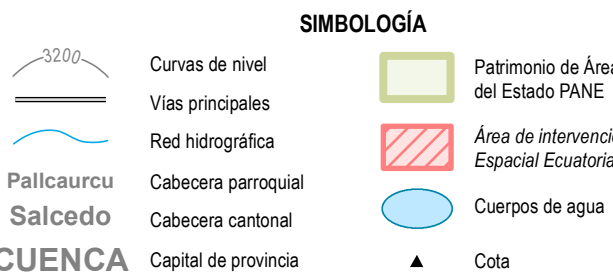 SIMBOLOGÍA
3200
Curvas de nivel
Vías principales
Red hidrográfica
Pallcaurcu
Cabecera parroquial
Salcedo
Cabecera cantonal
CUENCA
Capital de provincia
Patrimonio de
del Estado PANE
Área de
Espacial
Cuerpos de agua
Cota